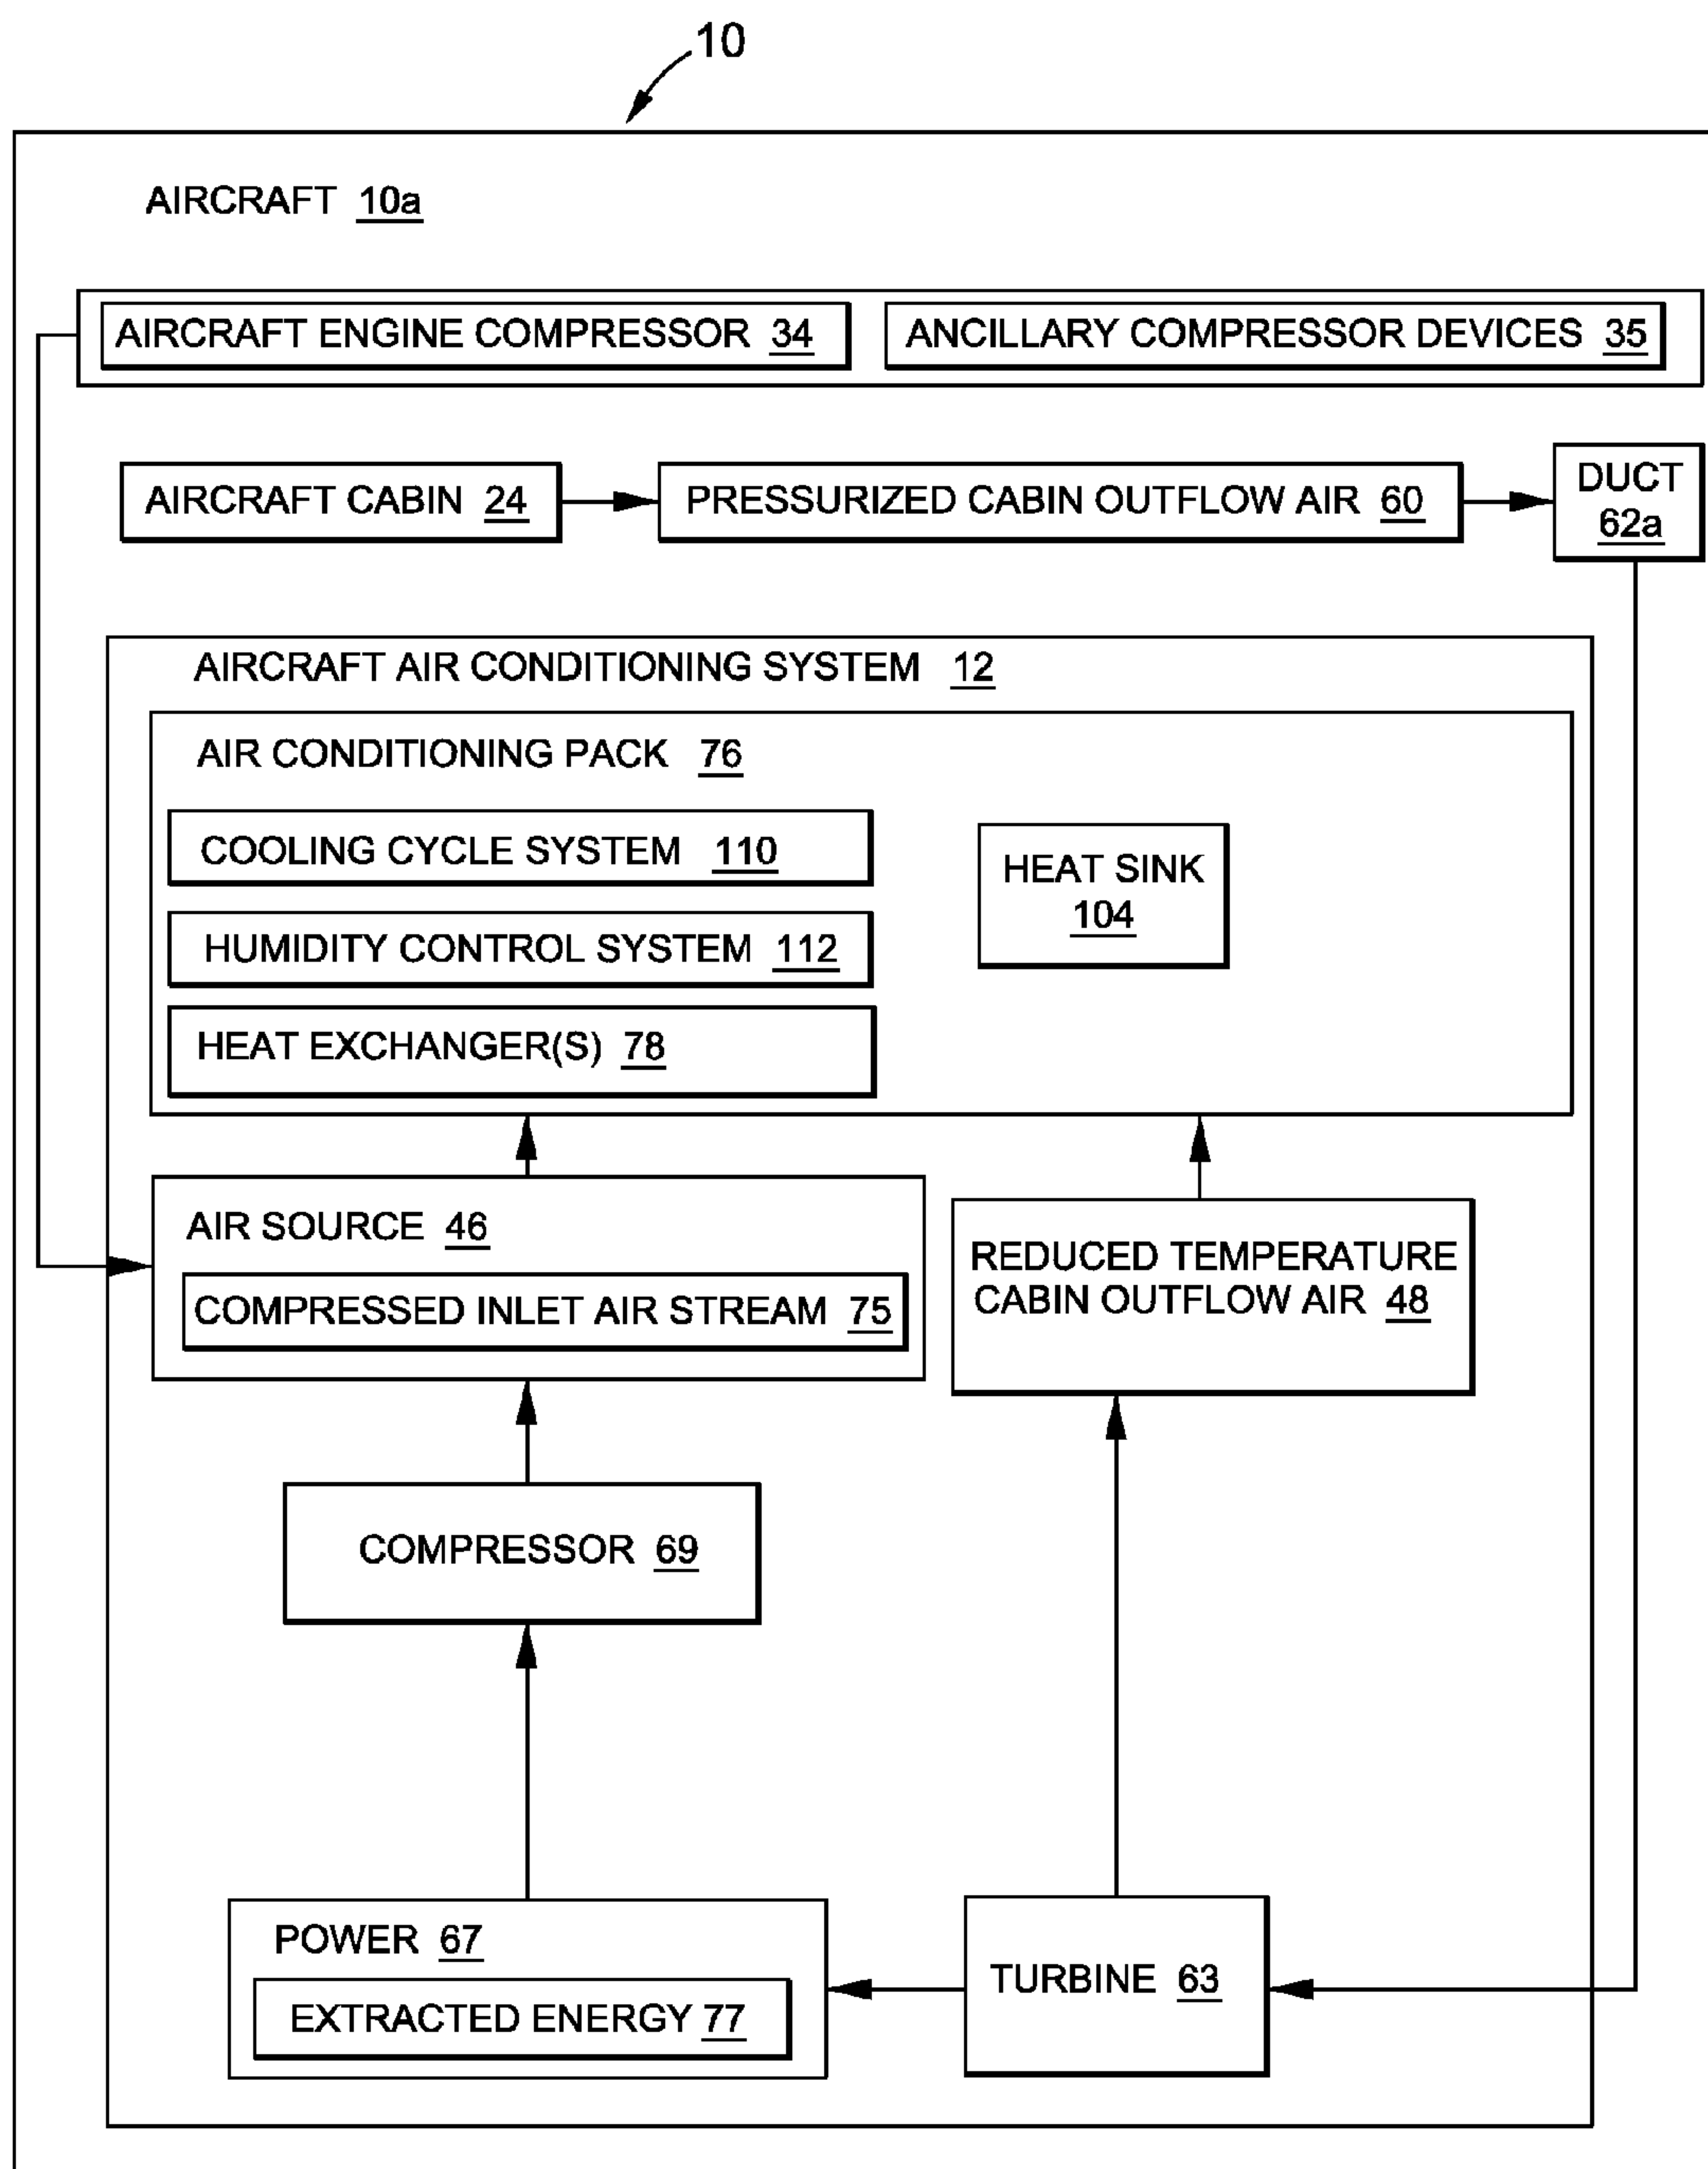 10
AIRCRAFT 10a
AIRCRAFT ENGINE COMPRESSOR 34
ANCILLARY COMPRESSOR DEVICES 35
AIRCRAFT CABIN 24
PRESSURIZED CABIN OUTFLOW AIR 60
DUCT
62a
AIRCRAFT AIR CONDITIONING SYSTEM 12
AIR CONDITIONING PACK 76
COOLING CYCLE SYSTEM 110
HUMIDITY CONTROL SYSTEM 112
HEAT EXCHANGER(S) 78
HEAT SINK
104
AIR SOURCE 46
COMPRESSED INLET AIR STREAM 75
REDUCED TEMPERATURE
CABIN OUTFLOW AIR 48
COMPRESSOR 69
POWER 67
EXTRACTED ENERGY 77
TURBINE 63